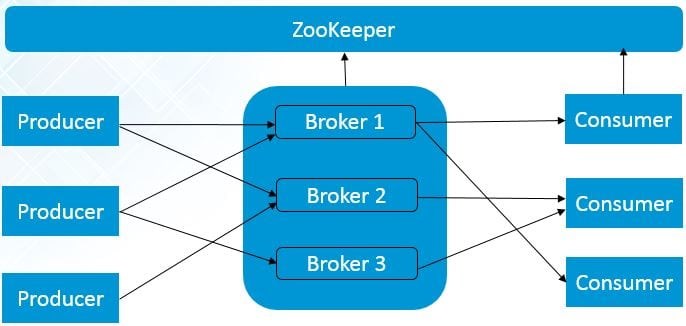 ZooKeeper
Producer
Broker 1
Consumer
Producer
Broker 2
Consumer
Broker 3
Producer
Consumer